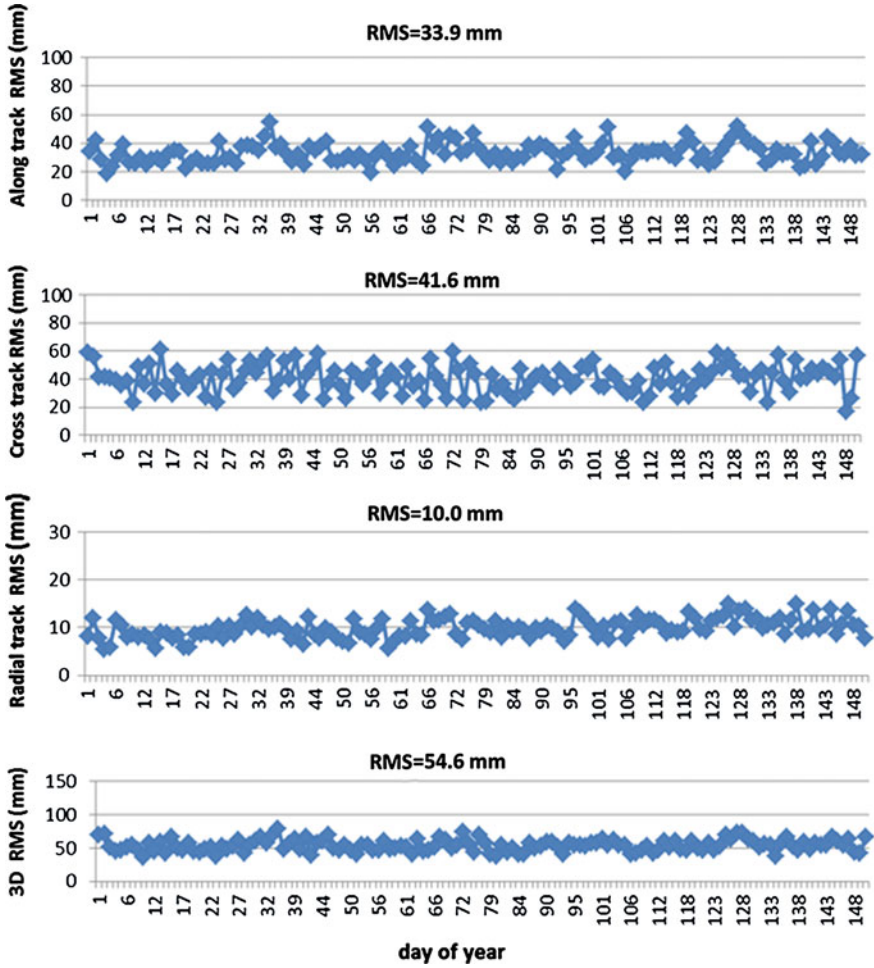 RMS=33.9 mm
Along track RMS (mm)
100
80
60
40
20
0
1 6 12 17 22 27 32 38 44 50 56 61 66 72 79 84 90 95 101 106 112 118 123 128 133 138 143 148
RMS=41.6 mm
Cross track RMs (mm)
100
80
60
40
20
0
1 6 12 17 22 27 32 38 44 50 56 61 66 72 79 84 90 95 101 106 112 118 123 128 133 138 143 148
RMS=10.0 mm
Radial track RMS (mm)
30
20
10
0
1 6 12 17 22 27 32 38 44 50 56 61 66 72 79 84 90 95 101 106 112 118 123 128 133 138 143 148
RMS=54.6 mm
3D RMS (mm)
150
100
50
0
1 6 12 17 22 27 32 38 44 50 56 61 66 72 79 84 90 95 101 106 112 118 123 128 133 138 143 148
day of year